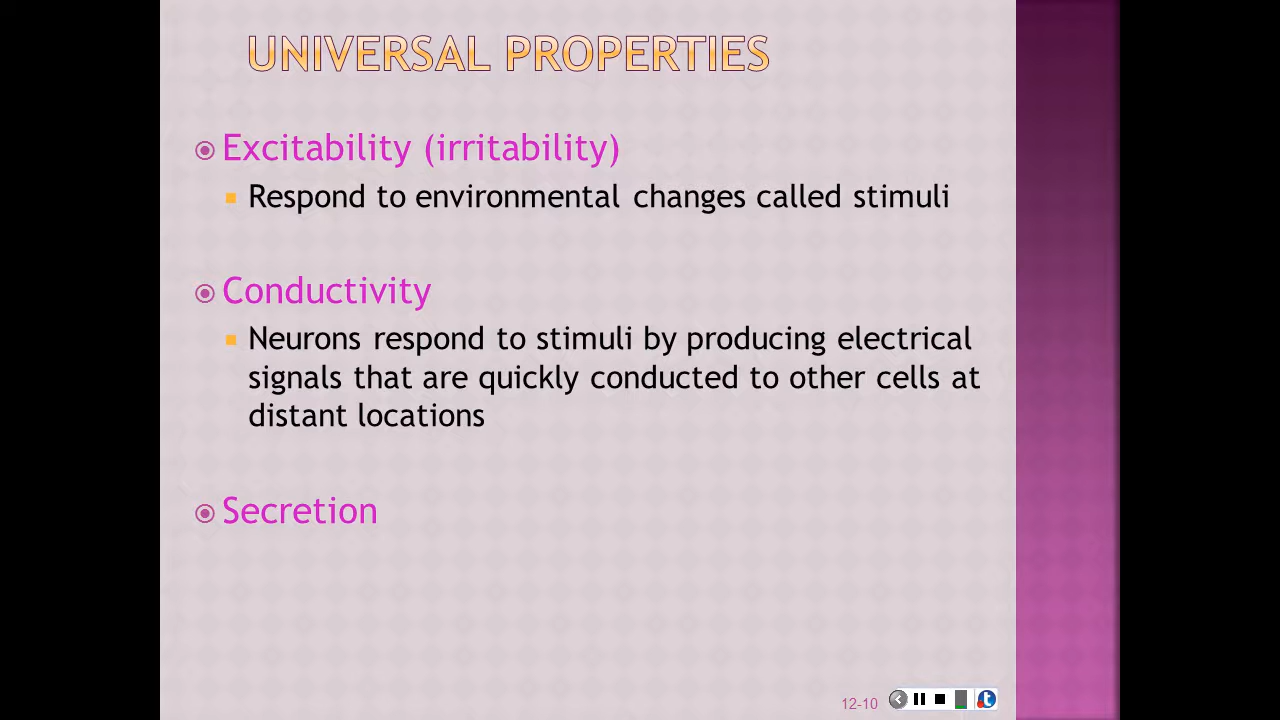 UNIVERSAL PROPERTIES
Excitability (irritability)
Respond to environmental changes called stimuli
Conductivity
Neurons respond to stimuli by producing electrical
signals that are quickly conducted to other cells at
distant locations
Secretion
12-10
t